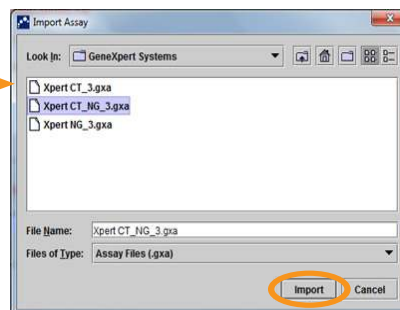 Import Assay
Look In: GeneXpert Systems
Xpert CT_3.gxa
Xpert CT_NG_3.gxa
Xpert NG_3.gxa
File Name: Xpert CT_NG_3.gxa
Files of Type: Assay Files (.gxa)
Import Cancel